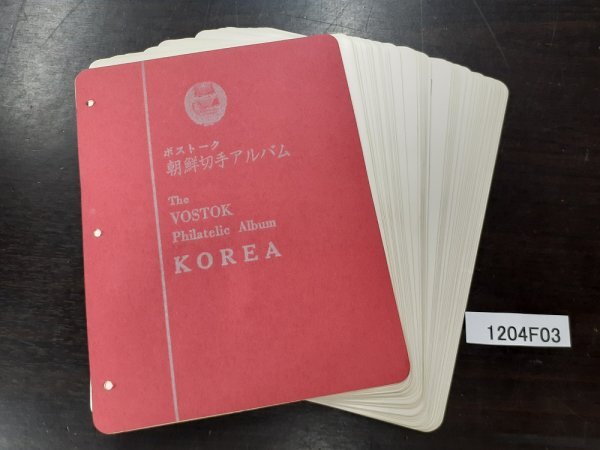 ボストーク
朝鮮切手アルバム
The
VOSTOK
Philatelic Album
KOREA
1204F03